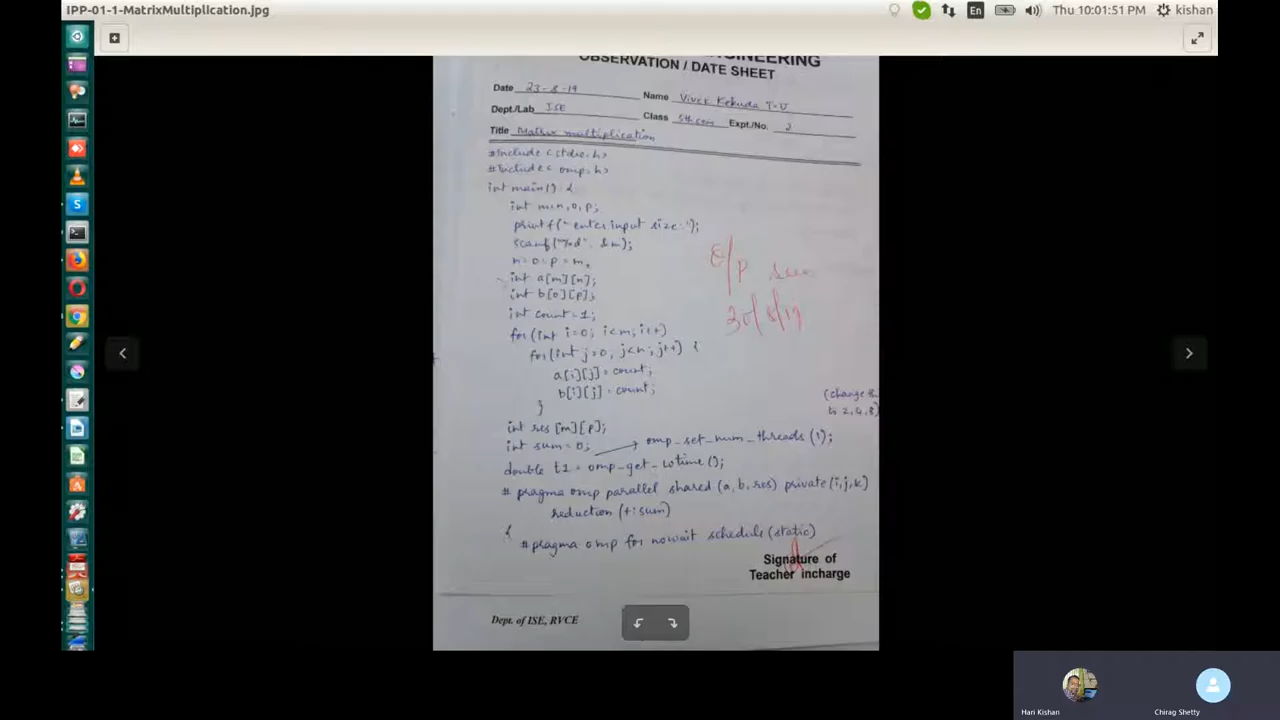 IPP-01-1-MatrixMultiplication.jpg
En
Thu 10:01:51 PM
kishan
ENGINEERING
OBSERVATION / DATE SHEET
Date 23-8-19
Name Vivek Kekuda T-V
Dept./Lab ISE
Class 5th sem Expt./No. 2
Title Matrix multiplication
#include <stdio.h>
#include< omp.h>
int main() {
int m,n,o,p;
printf("enter input size:");
scanf("%d", &m);
n=o=p=m;
int a[m][n];
int b[o][p];
int count=1;
for(int i=0; i<m; i++)
for(int j=0, j<n; j++) {
a[i][j]=count;
b[i][j]=count;
}
O/P seen
30/8/19
(change
to 2,4,8)
int res[m][p];
int sum=0;
omp_set_num_threads(1);
double t1 = omp_get_wtime();
# pragma omp parallel shared (a,b,res) private(i,j,k)
reduction (+:sum)
{
#pragma omp for nowait schedule(static)
Signature of
Teacher incharge
Dept. of ISE, RVCE
Hari Kishan
Chirag Shetty